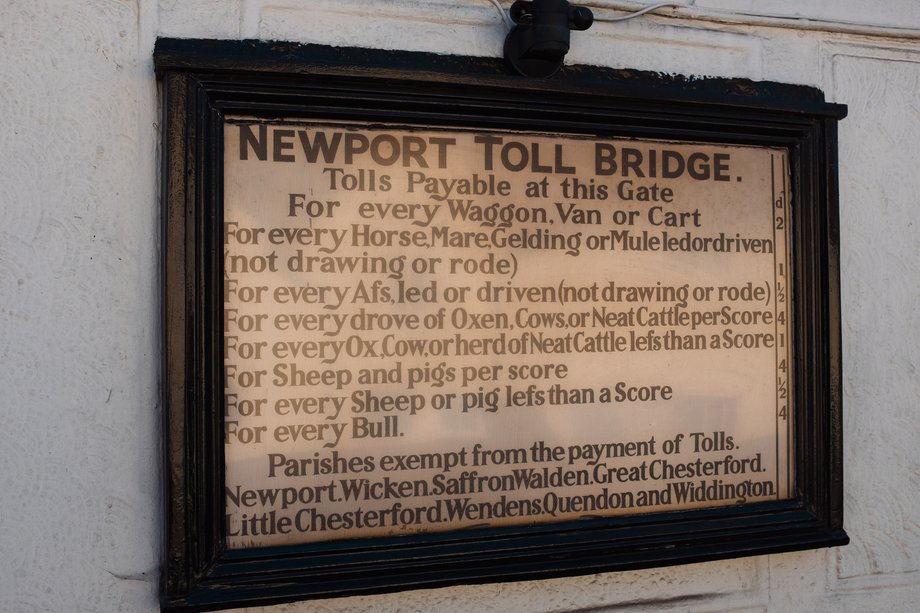 NEWPORT TOLL BRIDGE.
Tolls Payable at this Gate d
For every Waggon.Van or Cart 2
For every Horse,Mare,Gelding or Mule led or driven
(not drawing or rode) 1
For every Afs,led or driven(not drawing or rode) ½
For every drove of Oxen, Cows,or Neat Cattle per Score 4
For every Ox,Cow,or herd of Neat Cattle lefs than a Score 1
For Sheep and pigs per score 4
For every Sheep or pig lefs than a Score ½
For every Bull. 4
Parishes exempt from the payment of Tolls.
Newport.Wicken.Saffron Walden.Great Chesterford.
Little Chesterford.Wendens.Quendon and Widdington.